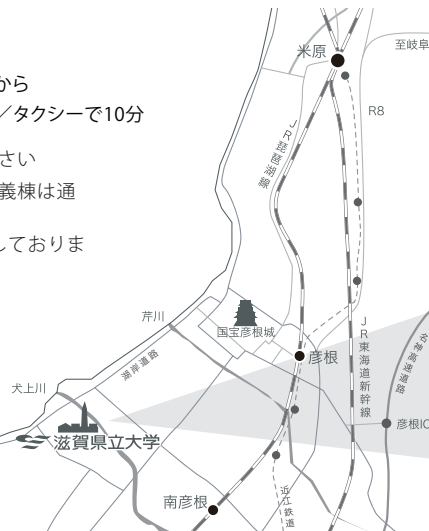 から
／タクシーで10分
さい
義棟は通
しておりま
米原
至岐阜
R8
JR琵琶湖線
芹川
国宝彦根城
湖岸道路
犬上川
彦根
JR東海道新幹線
名神高速道路
彦根IC
滋賀県立大学
南彦根
近江鉄道